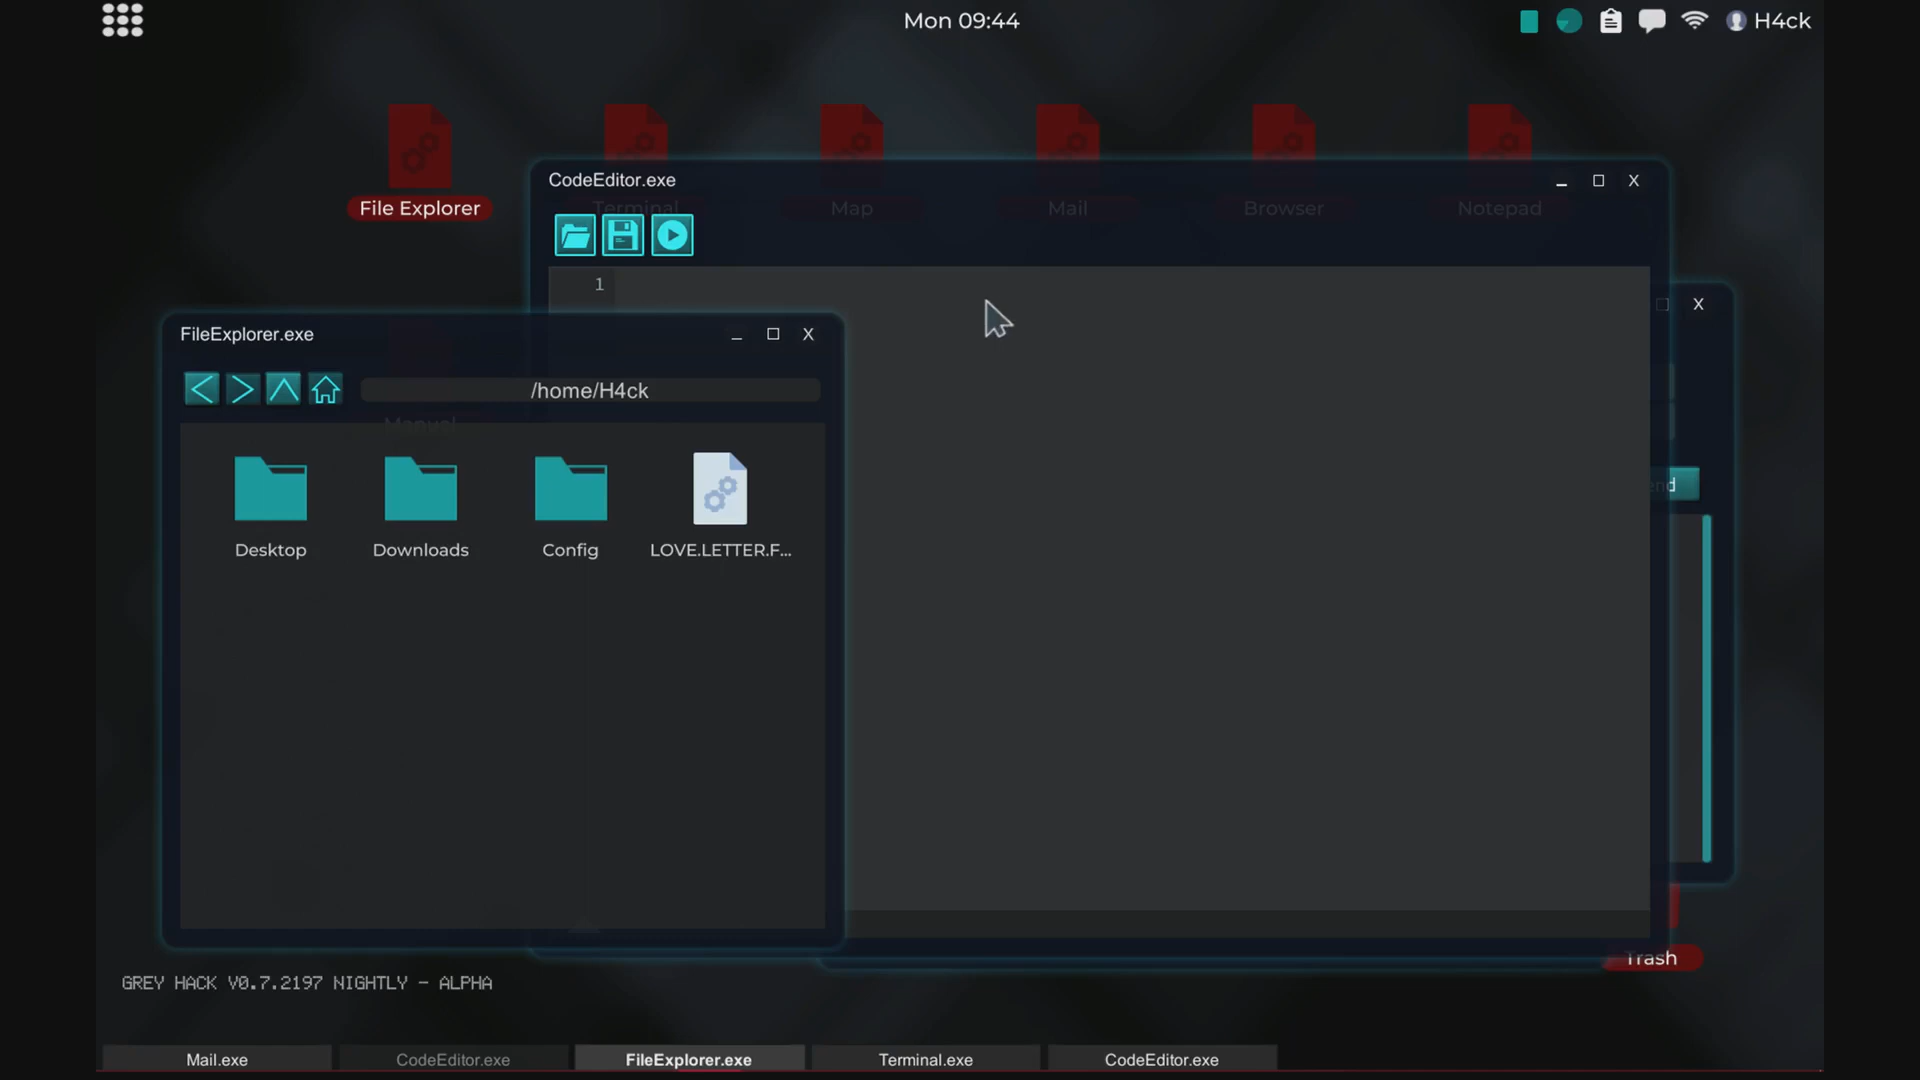 Mon 09:44
H4ck
File Explorer
Terminal
Map
Mail
Browser
Notepad
CodeEditor.exe
X
1
X
FileExplorer.exe
X
/home/H4ck
Manual
Desktop
Downloads
Config
LOVE.LETTER.F...
Trash
GREY HACK V0.7.2197 NIGHTLY - ALPHA
Mail.exe
CodeEditor.exe
FileExplorer.exe
Terminal.exe
CodeEditor.exe